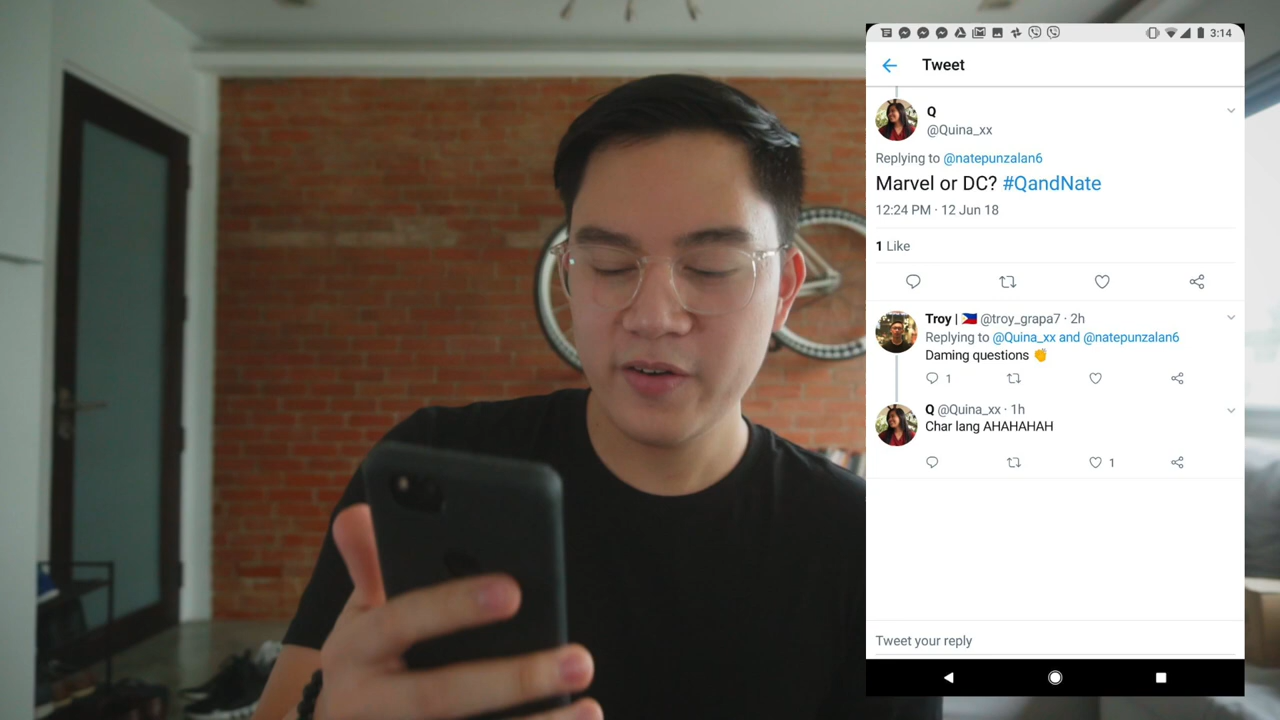 3:14
Tweet
Q
@Quina_xx
Replying to @natepunzalan6
Marvel or DC? #QandNate
12:24 PM · 12 Jun 18
1 Like
Troy | 🇵🇭 @troy_grapa7 · 2h
Replying to @Quina_xx and @natepunzalan6
Daming questions 👏
1
Q @Quina_xx · 1h
Char lang AHAHAHAH
1
Tweet your reply